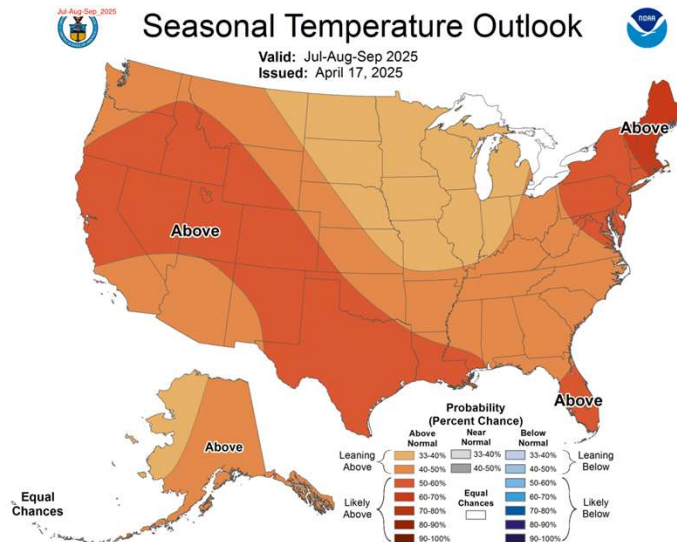 Jul-Aug-Sep_2025
Seasonal Temperature Outlook
NOAA
Valid: Jul-Aug-Sep 2025
Issued: April 17, 2025
Above
Above
Above
Above
Equal
Chances
Probability
(Percent Chance)
Above
Normal
Near
Normal
Below
Normal
Leaning
Above
33-40%
33-40%
33-40%
Leaning
Below
40-50%
40-50%
40-50%
Likely
Above
50-60%
50-60%
Likely
Below
60-70%
Equal
Chances
60-70%
70-80%
70-80%
80-90%
80-90%
90-100%
90-100%